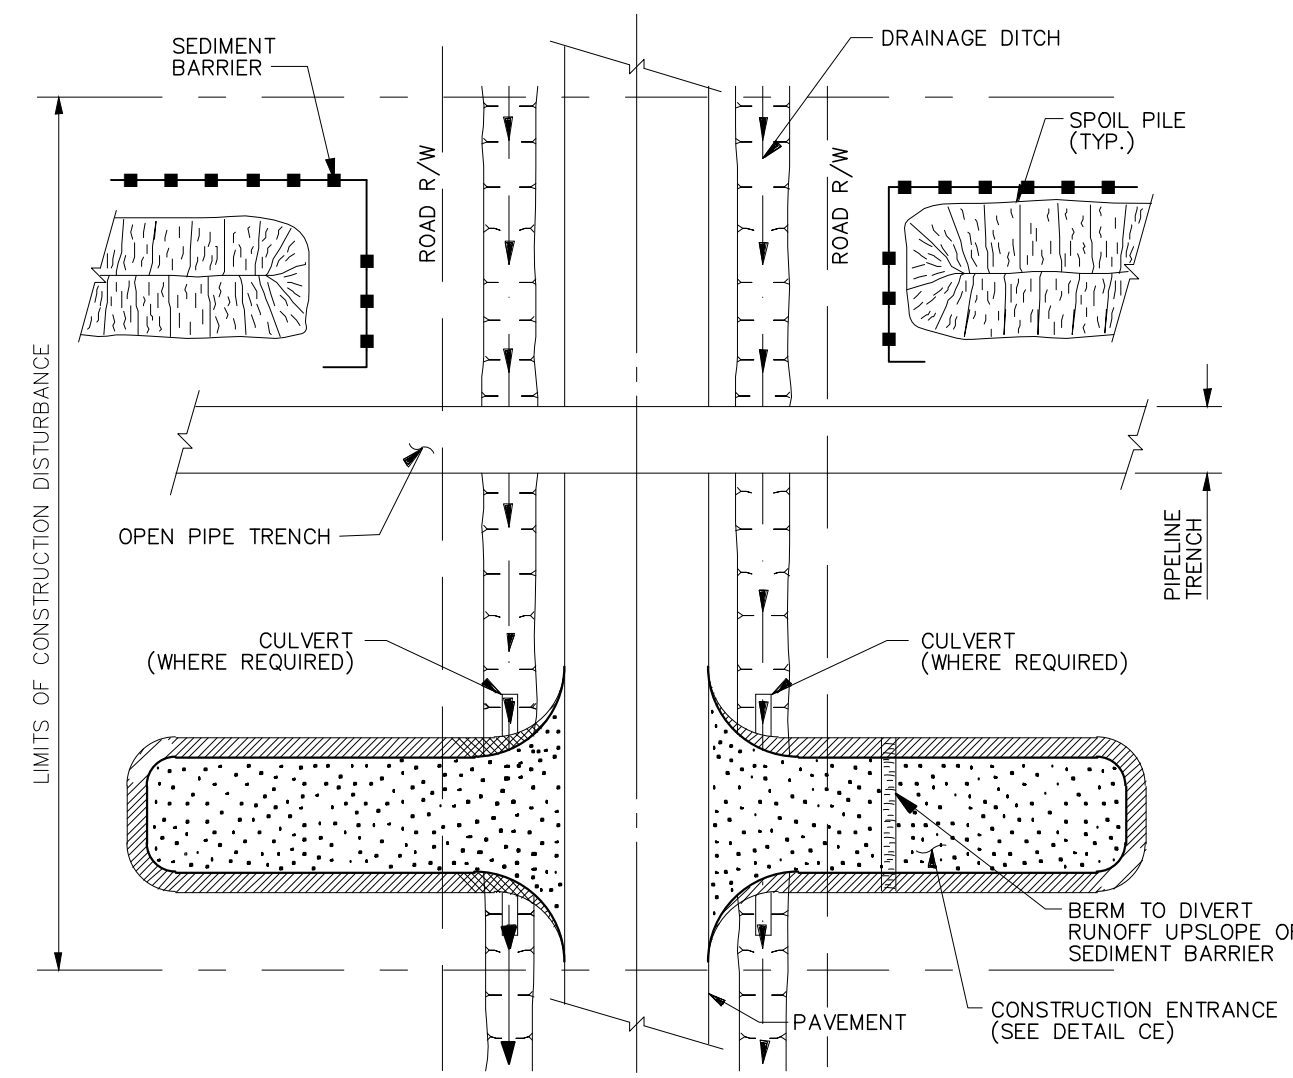 SEDIMENT
BARRIER
DRAINAGE DITCH
SPOIL PILE
(TYP.)
ROAD R/W
ROAD R/W
LIMITS OF CONSTRUCTION DISTURBANCE
OPEN PIPE TRENCH
PIPELINE
TRENCH
CULVERT
(WHERE REQUIRED)
CULVERT
(WHERE REQUIRED)
BERM TO DIVERT
RUNOFF UPSLOPE OF
SEDIMENT BARRIER
CONSTRUCTION ENTRANCE
(SEE DETAIL CE)
PAVEMENT